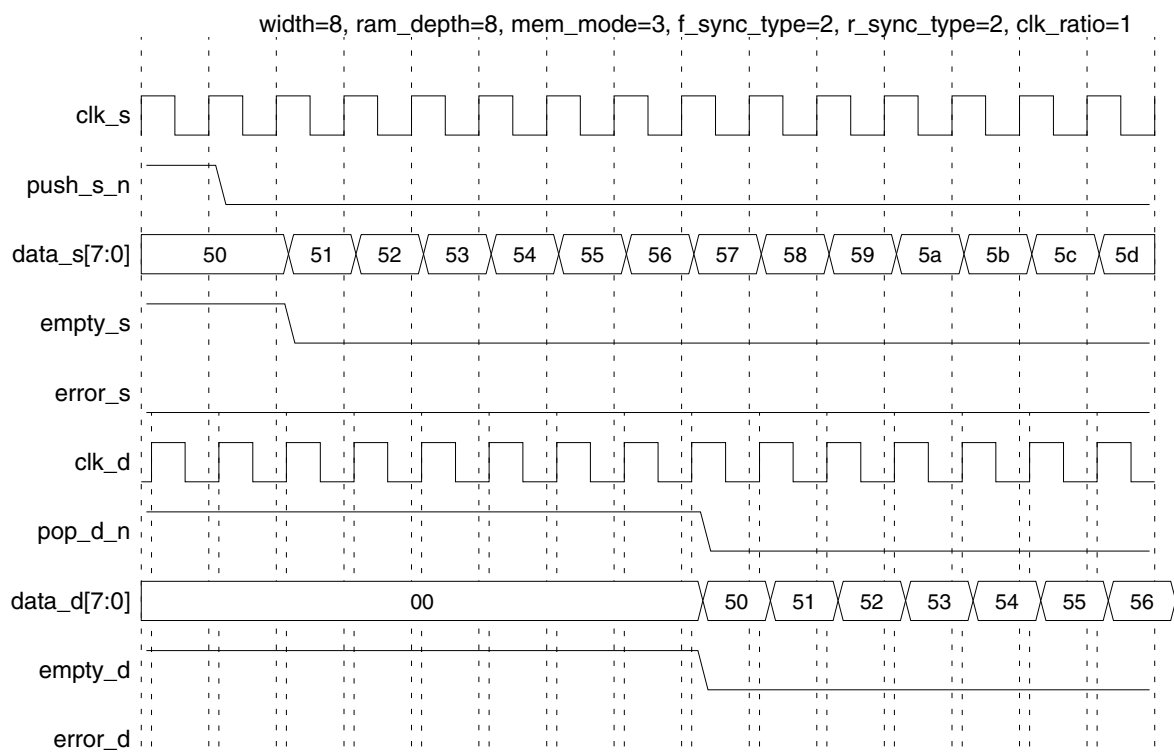 width=8, ram_depth=8, mem_mode=3, f_sync_type=2, r_sync_type=2, clk_ratio=1
clk_s
push_s_n
data_s[7:0] 50 51 52 53 54 55 56 57 58 59 5a 5b 5c 5d
empty_s
error_s
clk_d
pop_d_n
data_d[7:0] 00 50 51 52 53 54 55 56
empty_d
error_d